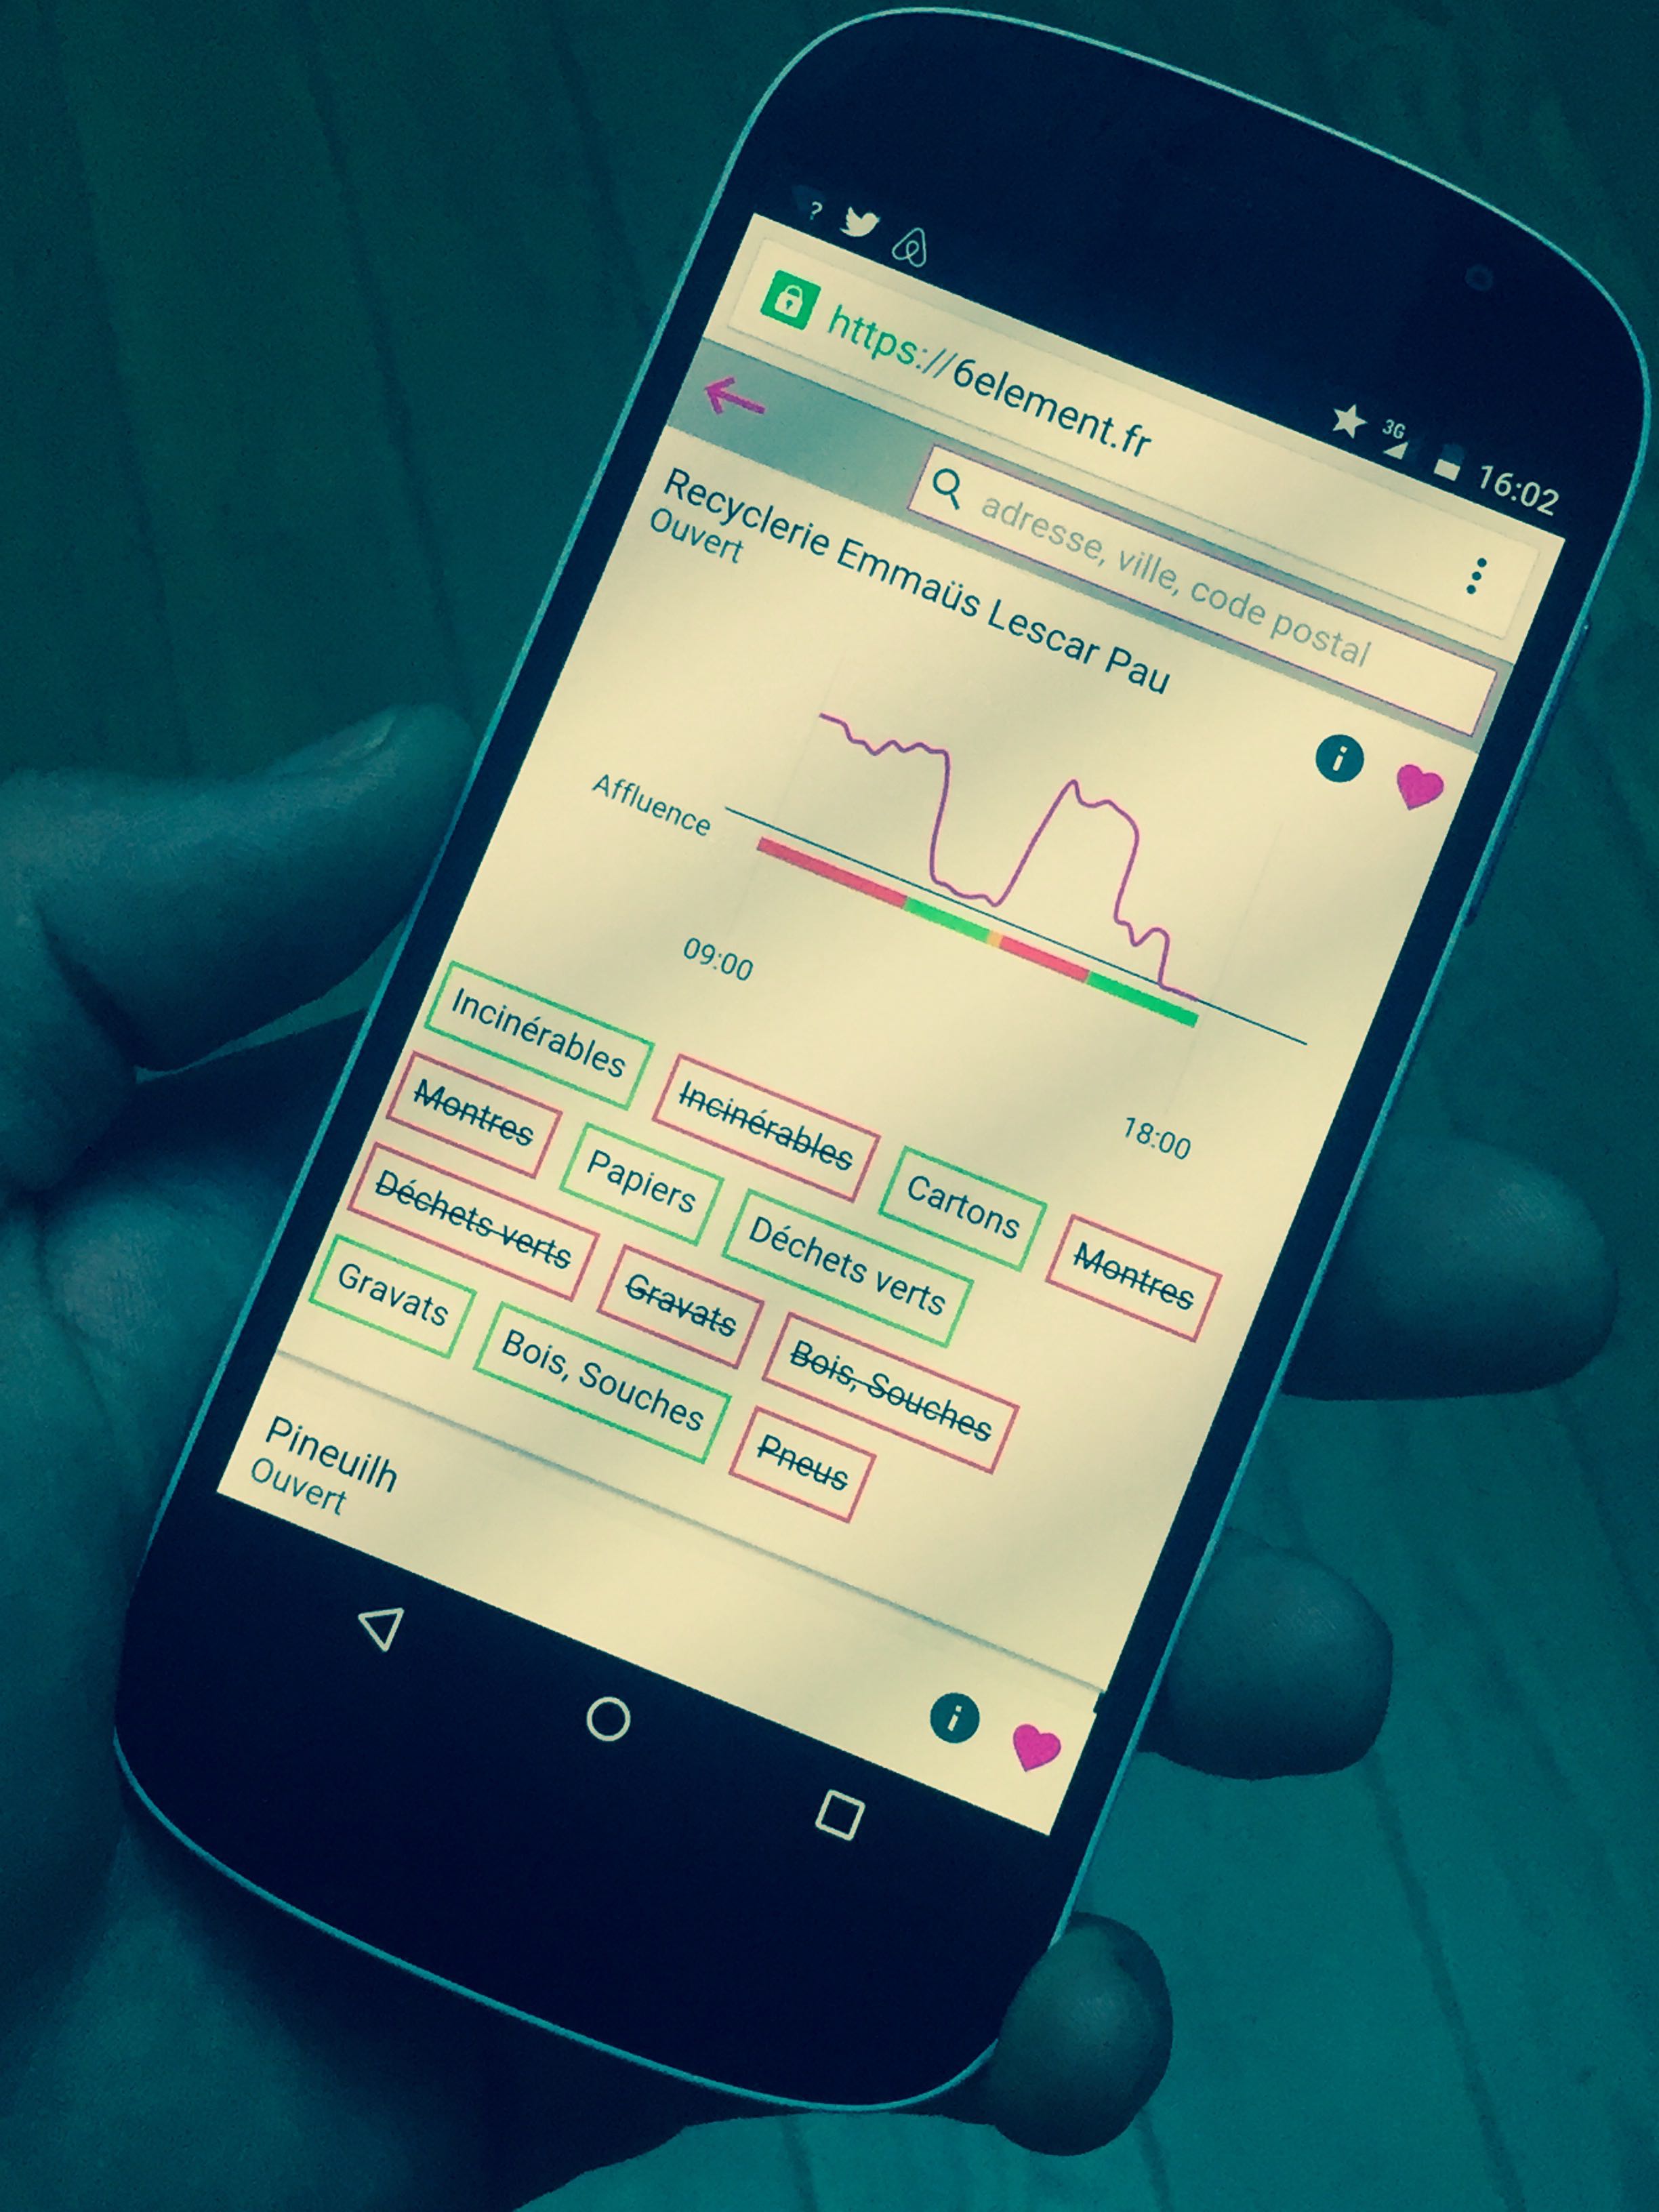 ?
3G 16:02
https://6element.fr
adresse, ville, code postal
Recyclerie Emmaüs Lescar Pau
Ouvert
Affluence
09:00
18:00
Incinérables Incinérables Cartons Montres
Montres Papiers Déchets verts
Déchets verts Gravats Bois, Souches
Gravats Bois, Souches Pneus
Pineuilh
Ouvert